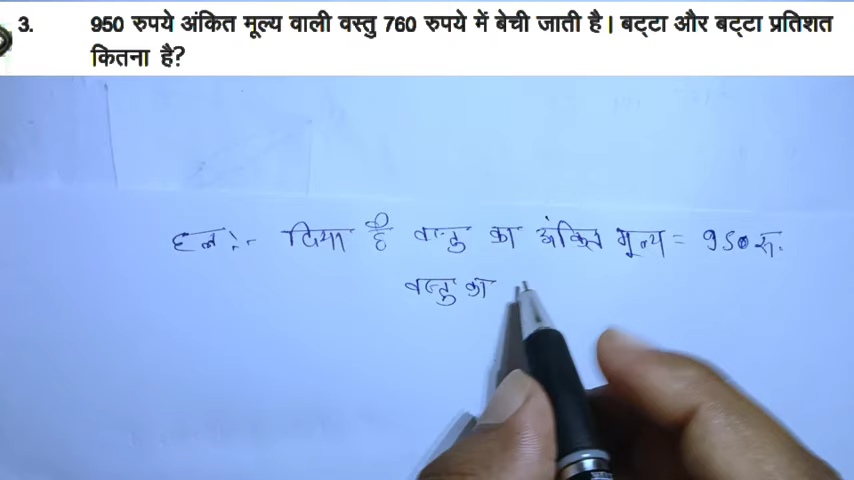 3. 950 रुपये अंकित मूल्य वाली वस्तु 760 रुपये में बेची जाती है। बट्टा और बट्टा प्रतिशत
कितना है?
हल:- दिया है वस्तु का अंकित मूल्य = 950 रु.
वस्तु का